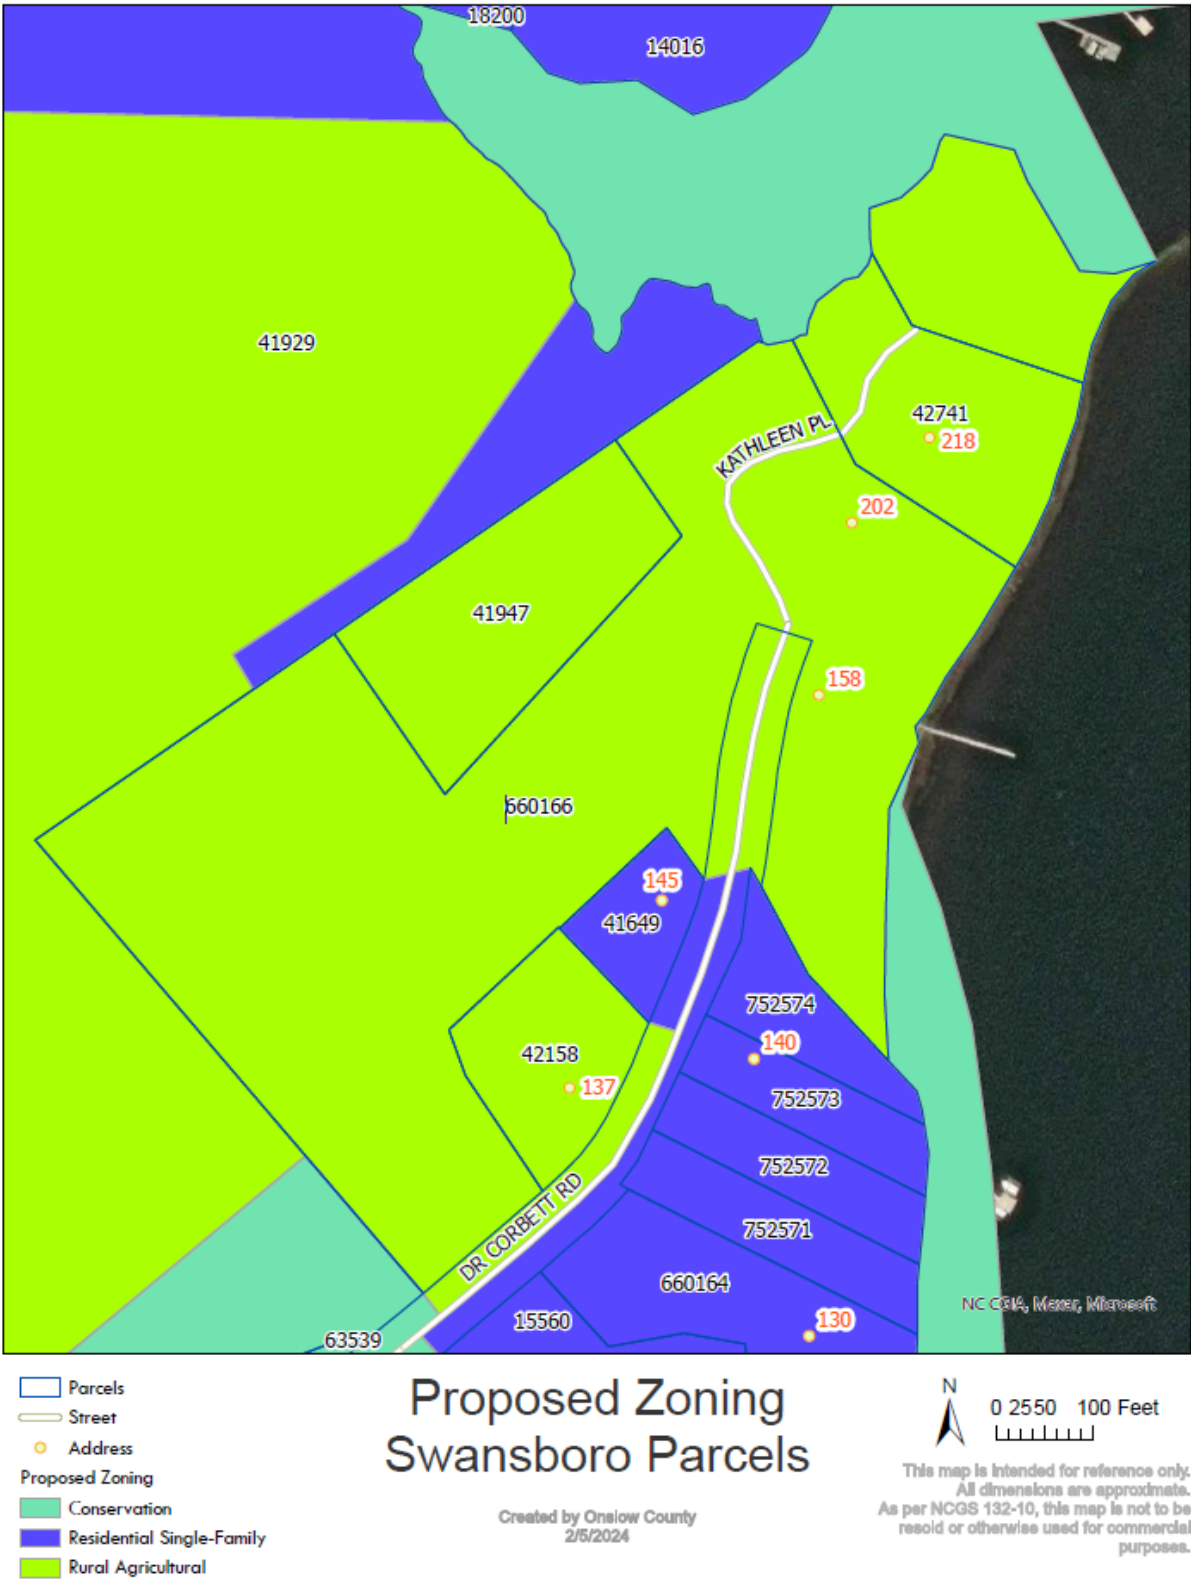 18200
14016
41929
42741
218
KATHLEEN PL
202
41947
158
660166
145
41649
752574
42158
140
137
752573
752572
DR CORBETT RD
752571
660164
NC CGIA, Maxar, Microsoft
15560
130
63539
Parcels
Street
Address
Proposed Zoning
Conservation
Residential Single-Family
Rural Agricultural
Proposed Zoning
Swansboro Parcels
Created by Onslow County
2/5/2024
N
0 25 50 100 Feet
This map is intended for reference only.
All dimensions are approximate.
As per NCGS 132-10, this map is not to be
resold or otherwise used for commercial
purposes.